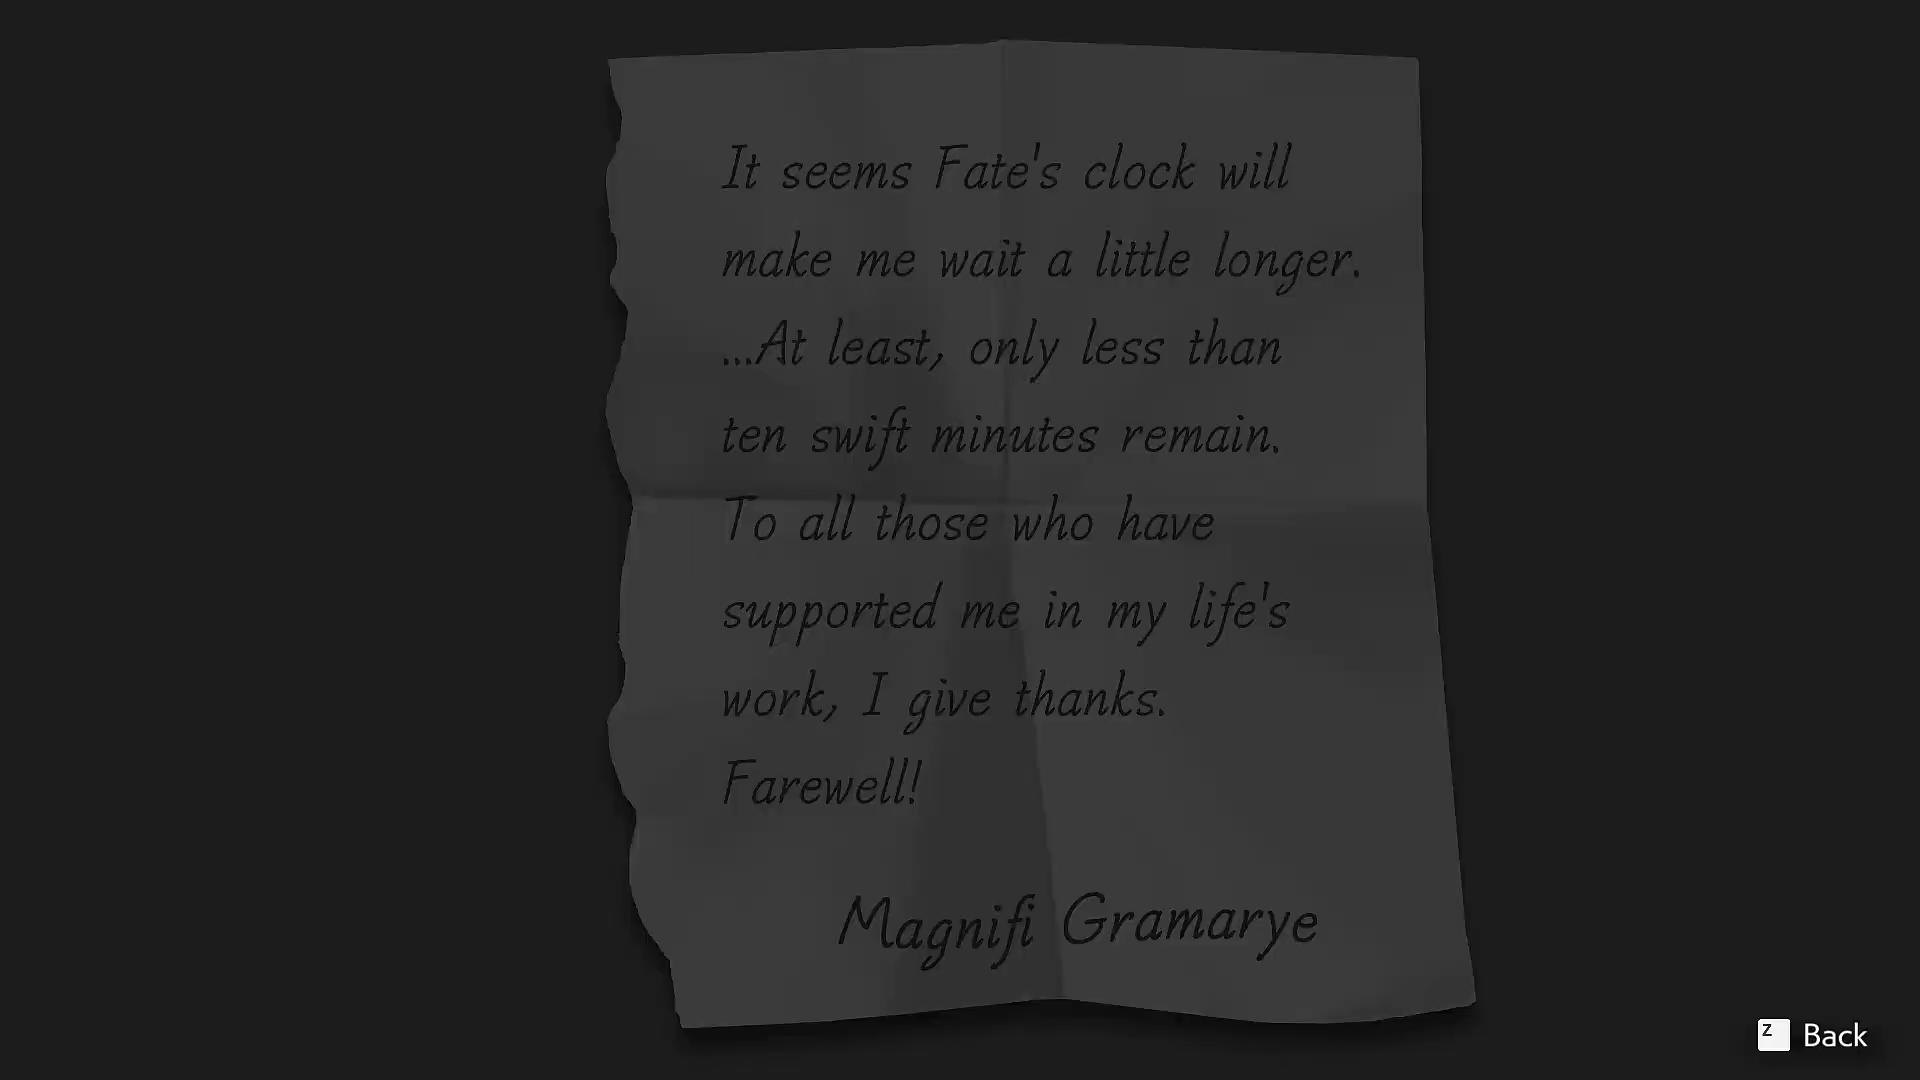 It seems Fate's clock will
make me wait a little longer.
...At least, only less than
ten swift minutes remain.
To all those who have
supported me in my life's
work, I give thanks.
Farewell!
Magnifi Gramarye
Z Back